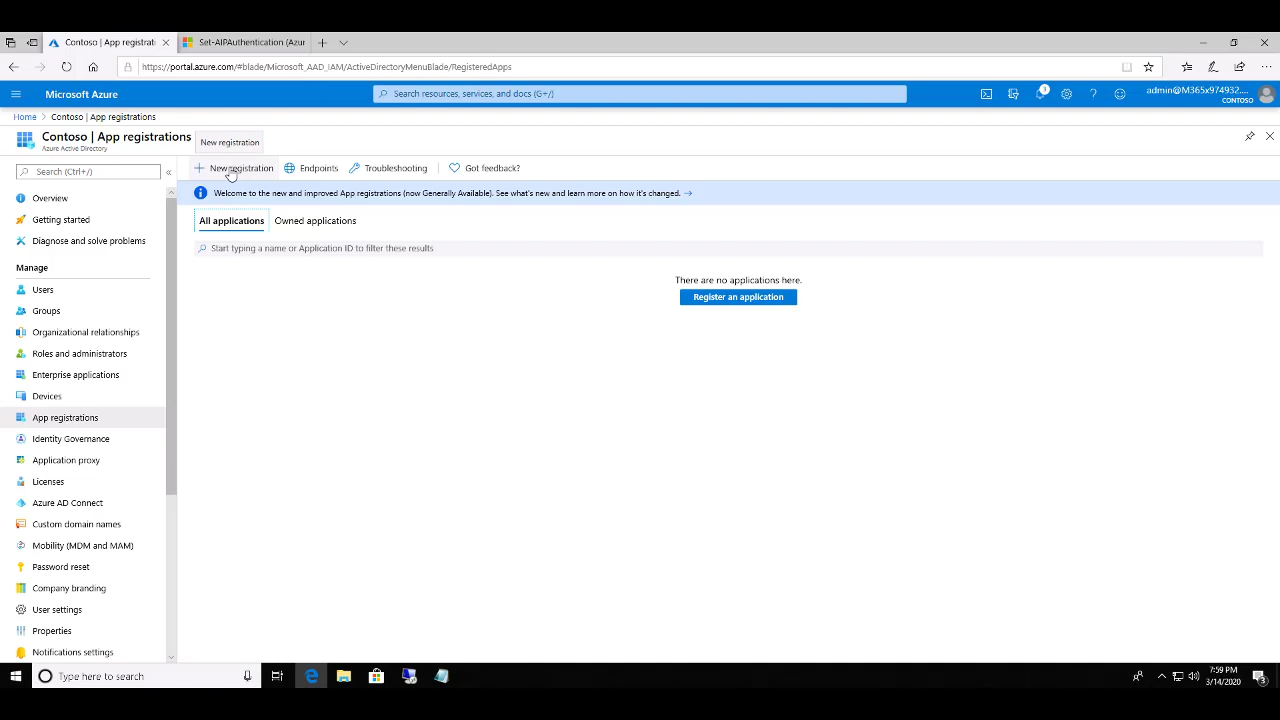 Contoso | App registrati
Set-AIPAuthentication (Azur
https://portal.azure.com/#blade/Microsoft_AAD_IAM/ActiveDirectoryMenuBlade/RegisteredApps
Microsoft Azure
Search resources, services, and docs (G+/)
1
admin@M365x974932....
CONTOSO
Home > Contoso | App registrations
Contoso | App registrations
Azure Active Directory
New registration
Search (Ctrl+/)
«
New registration
Endpoints
Troubleshooting
Got feedback?
Welcome to the new and improved App registrations (now Generally Available). See what's new and learn more on how it's changed. →
All applications
Owned applications
Start typing a name or Application ID to filter these results
There are no applications here.
Register an application
Overview
Getting started
Diagnose and solve problems
Manage
Users
Groups
Organizational relationships
Roles and administrators
Enterprise applications
Devices
App registrations
Identity Governance
Application proxy
Licenses
Azure AD Connect
Custom domain names
Mobility (MDM and MAM)
Password reset
Company branding
User settings
Properties
Notifications settings
Type here to search
7:59 PM
3/14/2020
3